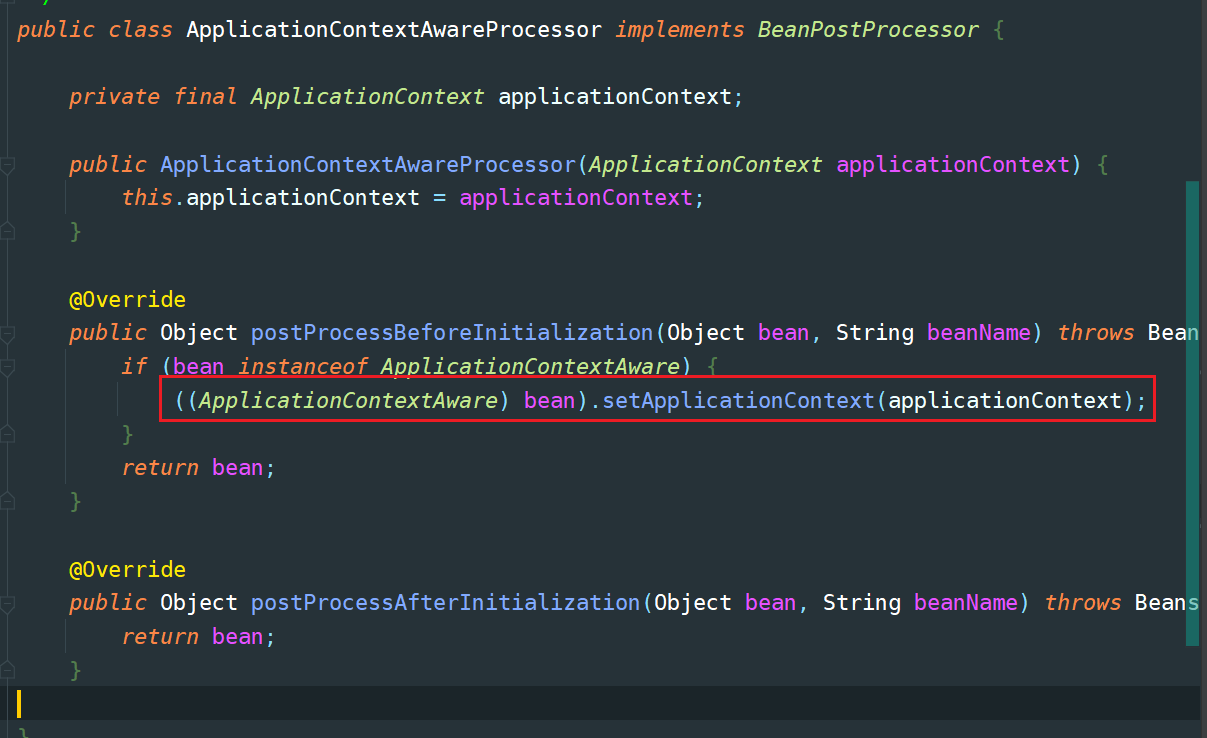 public class ApplicationContextAwareProcessor implements BeanPostProcessor {
private final ApplicationContext applicationContext;
public ApplicationContextAwareProcessor(ApplicationContext applicationContext) {
this.applicationContext = applicationContext;
}
@Override
public Object postProcessBeforeInitialization(Object bean, String beanName) throws Bean
if (bean instanceof ApplicationContextAware) {
((ApplicationContextAware) bean).setApplicationContext(applicationContext);
}
return bean;
}
@Override
public Object postProcessAfterInitialization(Object bean, String beanName) throws Beans
return bean;
}
}